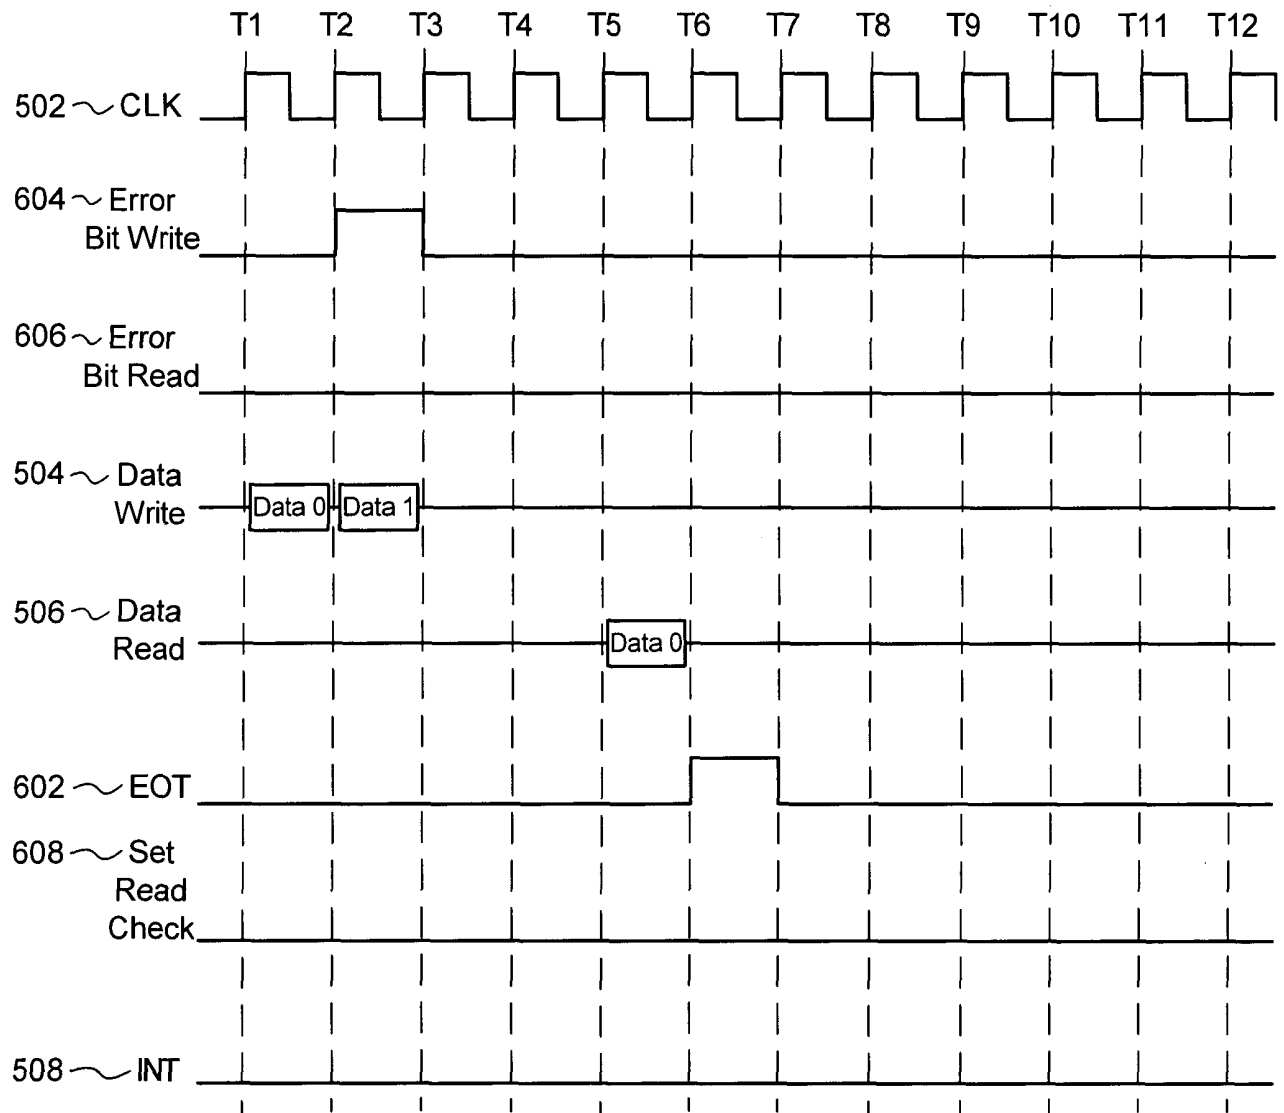 T1 T2 T3 T4 T5 T6 T7 T8 T9 T10 T11 T12
502 CLK
604 Error
Bit Write
606 Error
Bit Read
504 Data
Write
Data 0 Data 1
506 Data
Read
Data 0
602 EOT
608 Set
Read
Check
508 INT